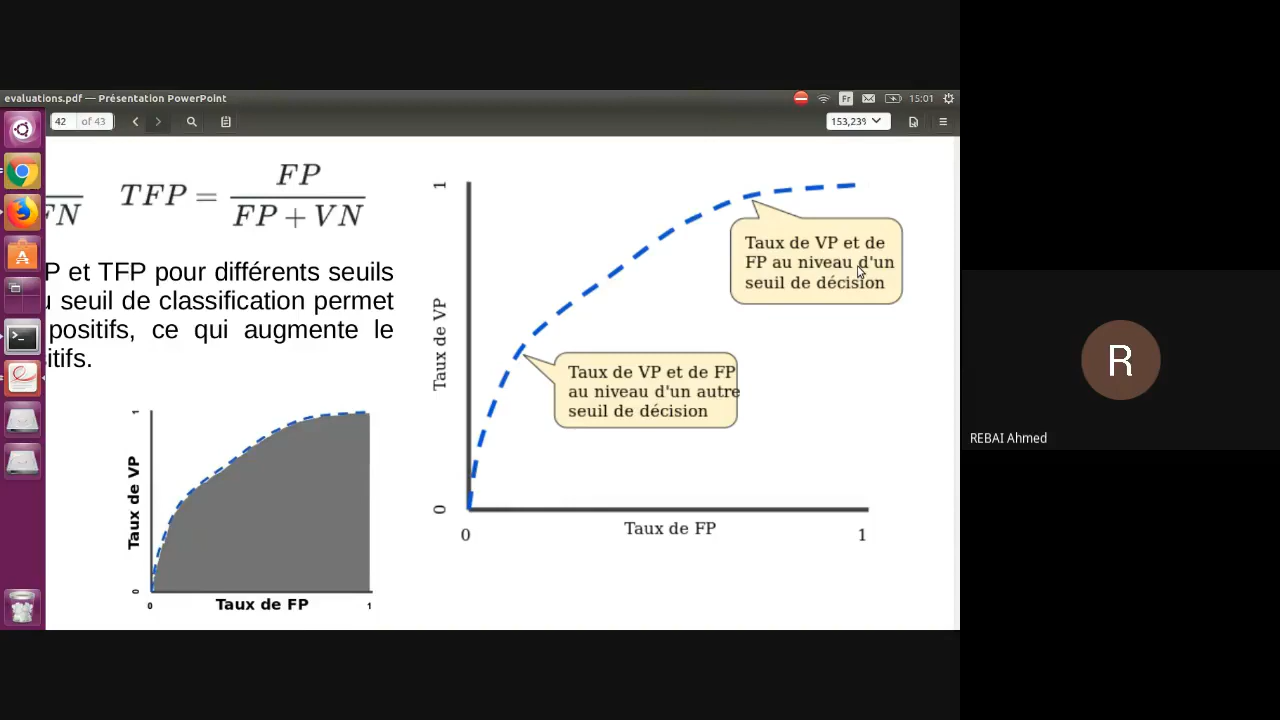 evaluations.pdf — Présentation PowerPoint
Fr
15:01
42 of 43
153,23%
FN
TFP = FP / FP + VN
P et TFP pour différents seuils
u seuil de classification permet
positifs, ce qui augmente le
itifs.
1
Taux de VP
0
0
Taux de FP
1
1
Taux de VP
0
0
Taux de FP
1
Taux de VP et de
FP au niveau d'un
seuil de décision
Taux de VP et de FP
au niveau d'un autre
seuil de décision
R
REBAI Ahmed